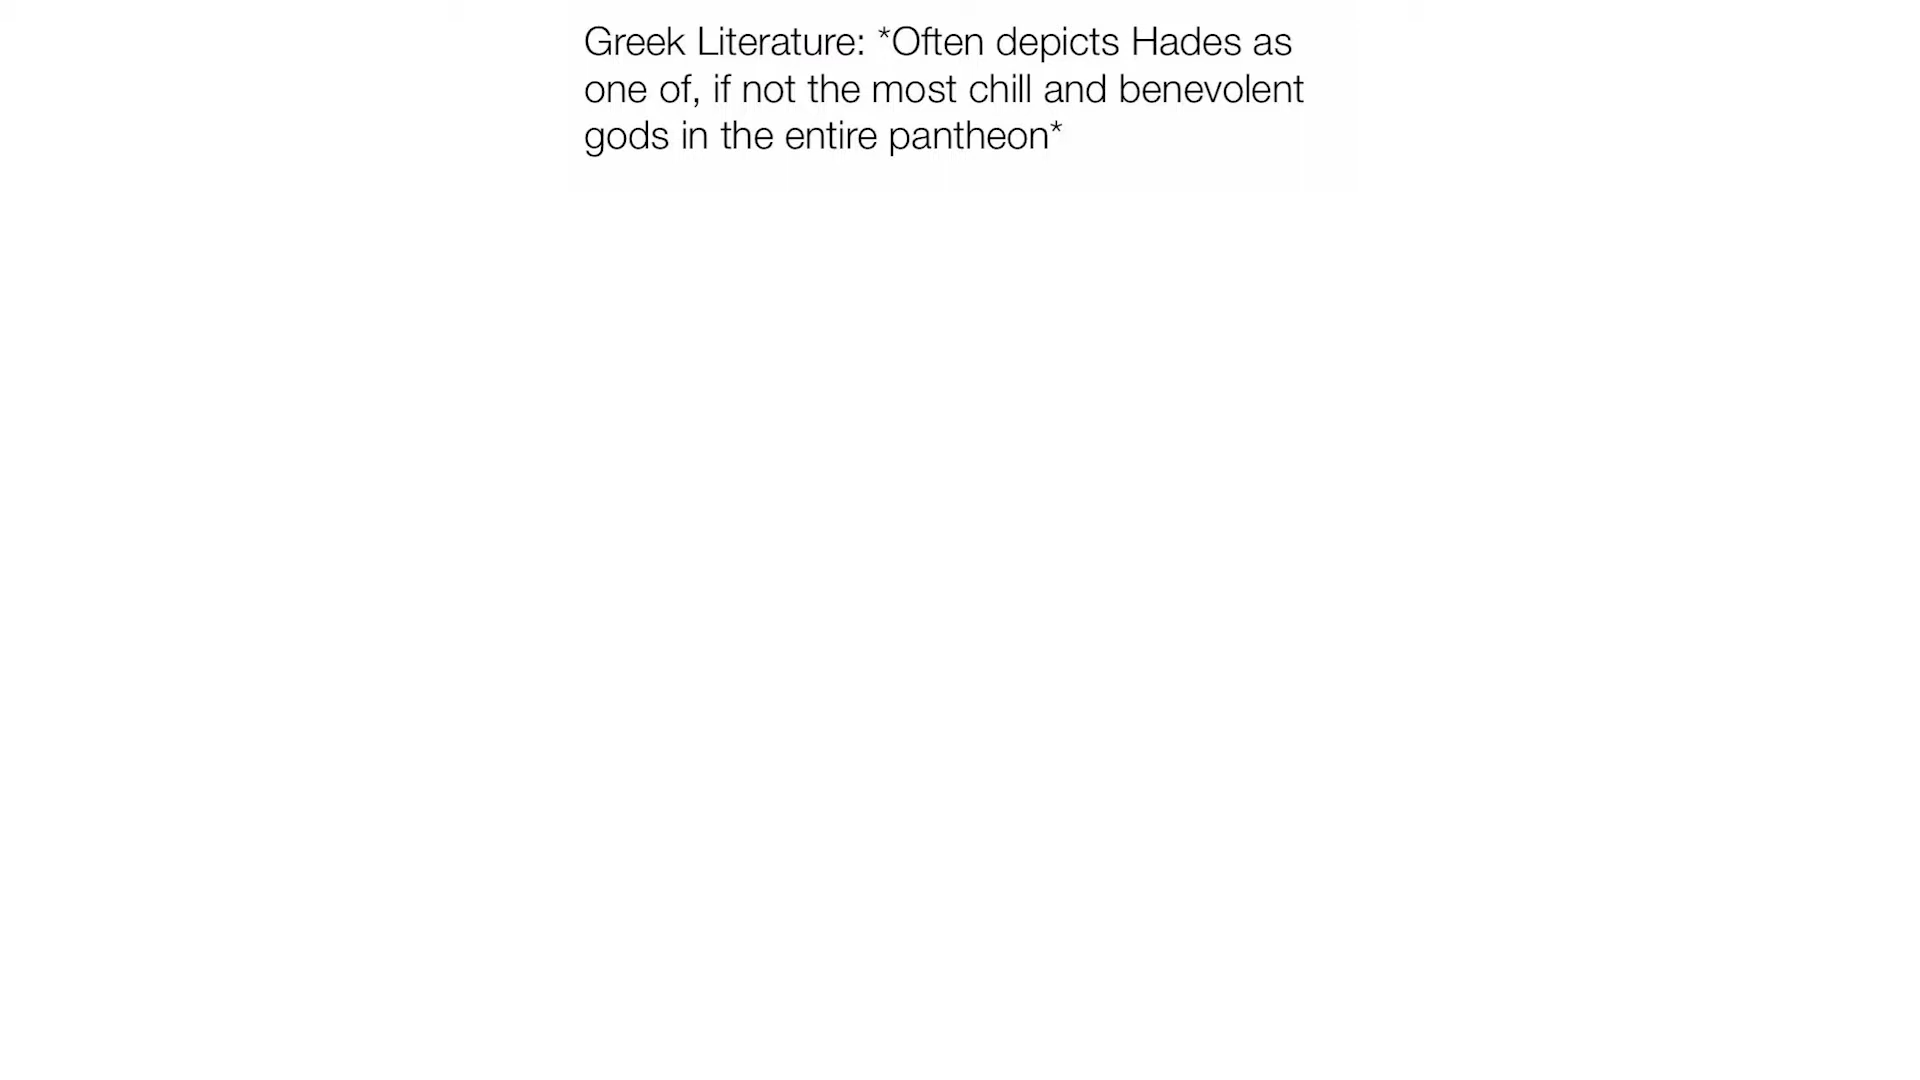 Greek Literature: *Often depicts Hades as
one of, if not the most chill and benevolent
gods in the entire pantheon*